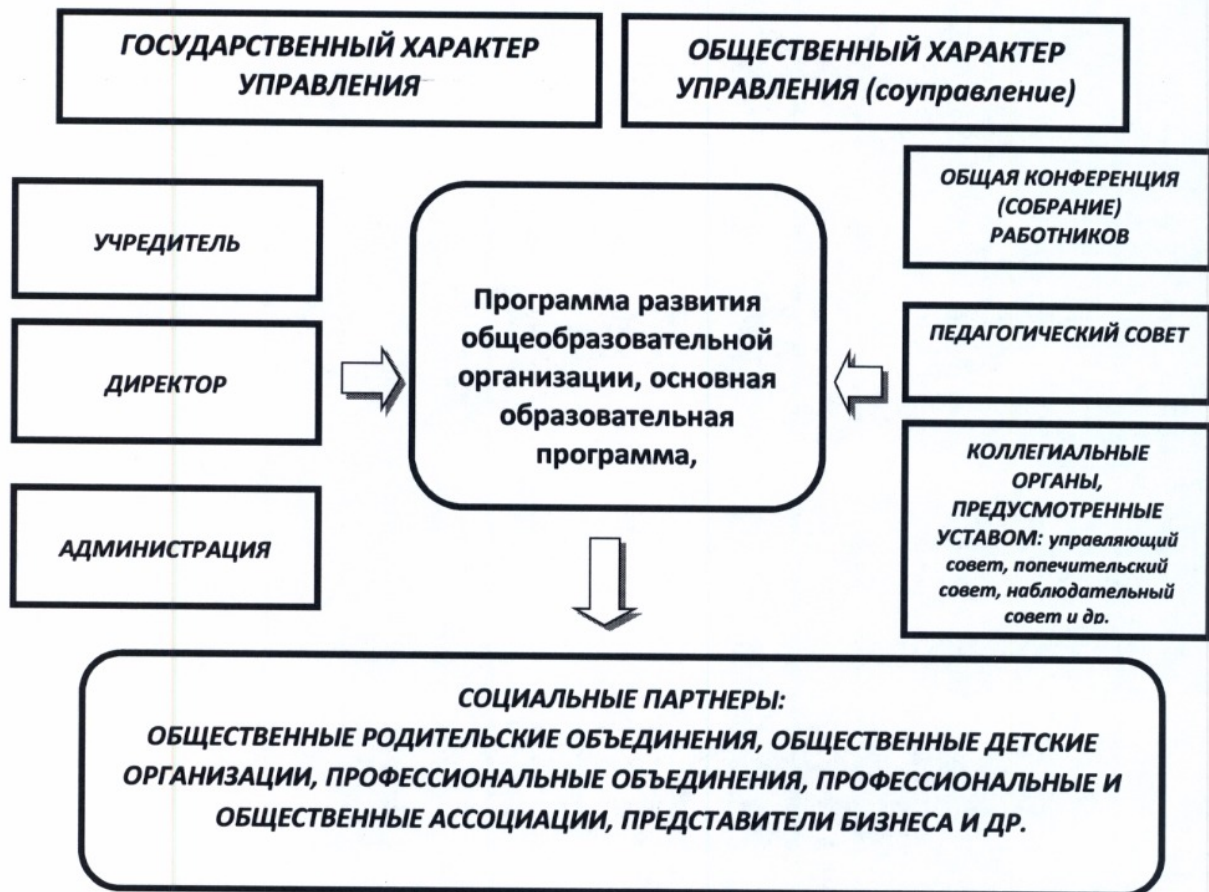 ГОСУДАРСТВЕННЫЙ ХАРАКТЕР
УПРАВЛЕНИЯ
ОБЩЕСТВЕННЫЙ ХАРАКТЕР
УПРАВЛЕНИЯ (соуправление)
УЧРЕДИТЕЛЬ
ДИРЕКТОР
АДМИНИСТРАЦИЯ
Программа развития
общеобразовательной
организации, основная
образовательная
программа,
ОБЩАЯ КОНФЕРЕНЦИЯ
(СОБРАНИЕ)
РАБОТНИКОВ
ПЕДАГОГИЧЕСКИЙ СОВЕТ
КОЛЛЕГИАЛЬНЫЕ
ОРГАНЫ,
ПРЕДУСМОТРЕННЫЕ
УСТАВОМ: управляющий
совет, попечительский
совет, наблюдательный
совет и др.
СОЦИАЛЬНЫЕ ПАРТНЕРЫ:
ОБЩЕСТВЕННЫЕ РОДИТЕЛЬСКИЕ ОБЪЕДИНЕНИЯ, ОБЩЕСТВЕННЫЕ ДЕТСКИЕ
ОРГАНИЗАЦИИ, ПРОФЕССИОНАЛЬНЫЕ ОБЪЕДИНЕНИЯ, ПРОФЕССИОНАЛЬНЫЕ И
ОБЩЕСТВЕННЫЕ АССОЦИАЦИИ, ПРЕДСТАВИТЕЛИ БИЗНЕСА И ДР.